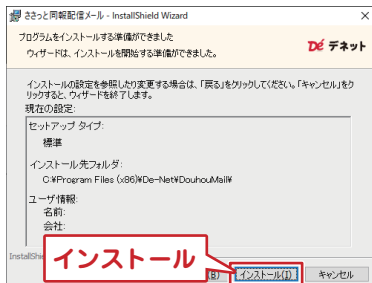 ささっと同報配信メール - InstallShield Wizard
プログラムをインストールする準備ができました
ウィザードは、インストールを開始する準備ができました。
De デネット
インストールの設定を参照したり変更する場合は、「戻る」をクリックしてください。「キャンセル」をク
リックすると、ウィザードを終了します。
現在の設定:
セットアップ タイプ:
標準
インストール先フォルダ:
C:¥Program Files (x86)¥De-Net¥DouhouMail¥
ユーザ情報:
名前:
会社:
InstallShie
インストール
(B)
インストール(I)
キャンセル